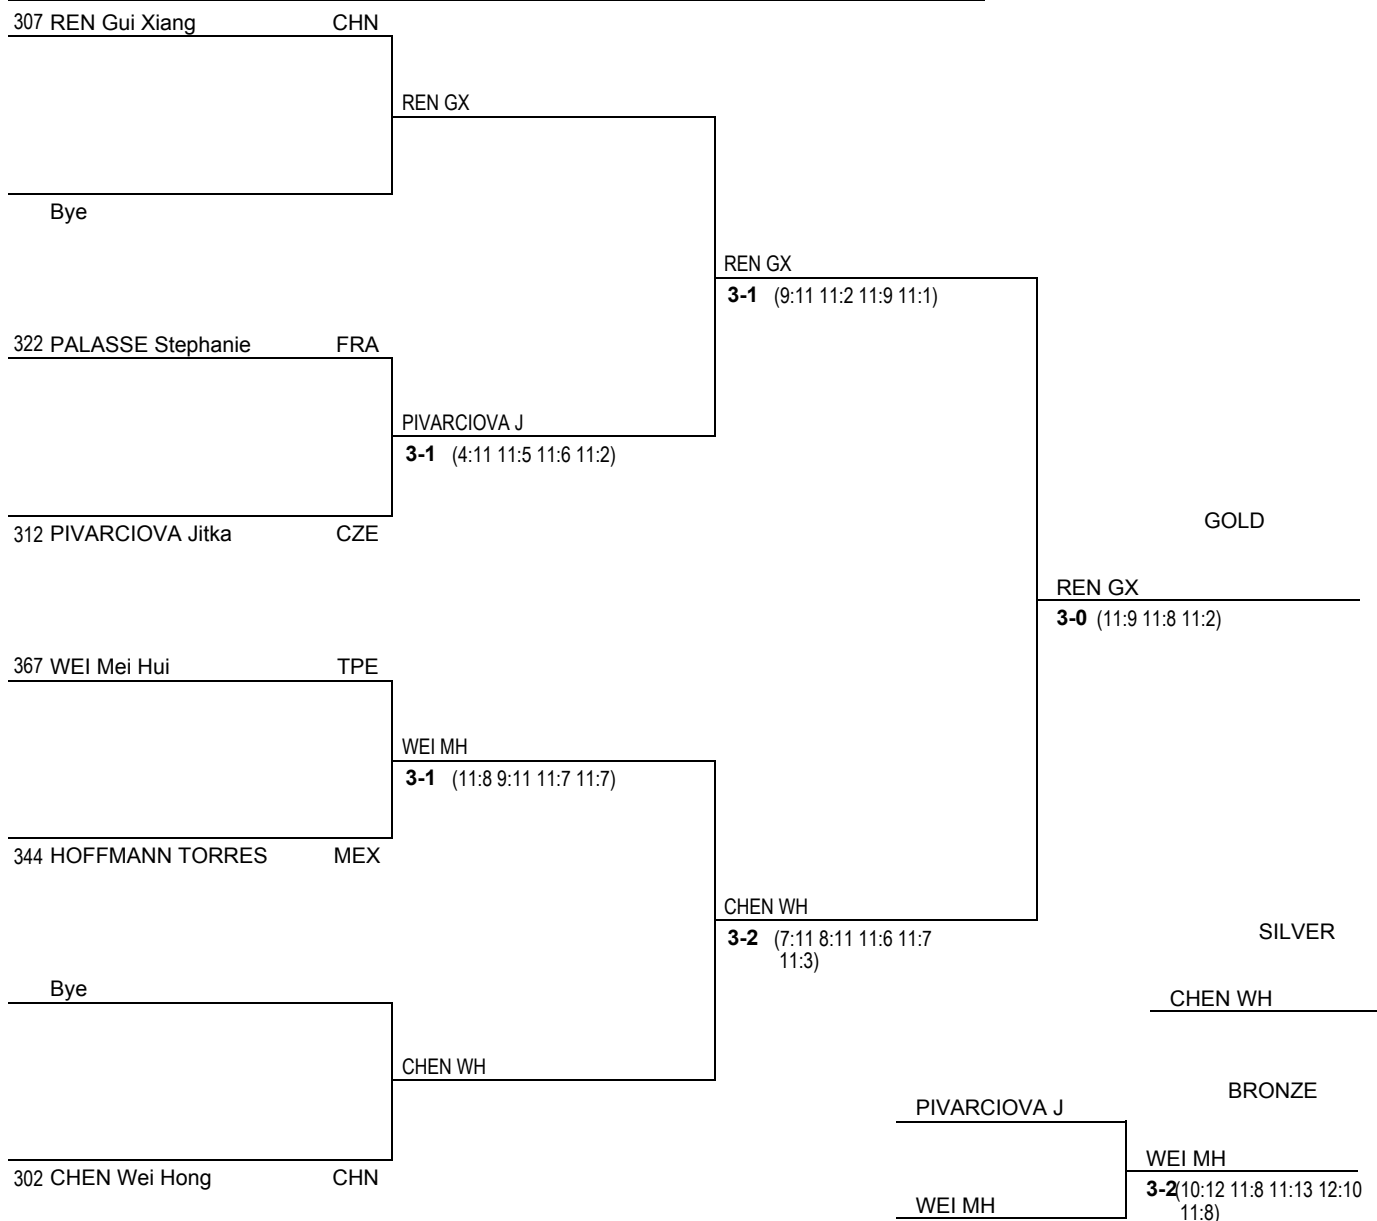 307 REN Gui Xiang CHN
REN GX
Bye
REN GX
3-1 (9:11 11:2 11:9 11:1)
322 PALASSE Stephanie FRA
PIVARCIOVA J
3-1 (4:11 11:5 11:6 11:2)
312 PIVARCIOVA Jitka CZE
GOLD
REN GX
3-0 (11:9 11:8 11:2)
367 WEI Mei Hui TPE
WEI MH
3-1 (11:8 9:11 11:7 11:7)
344 HOFFMANN TORRES MEX
CHEN WH
3-2 (7:11 8:11 11:6 11:7
11:3)
SILVER
CHEN WH
Bye
CHEN WH
302 CHEN Wei Hong CHN
BRONZE
PIVARCIOVA J
WEI MH
3-2(10:12 11:8 11:13 12:10
11:8)
WEI MH